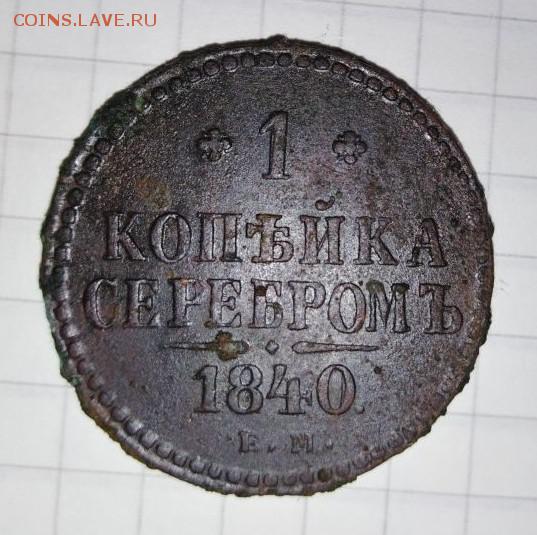 COINS.LAVE.RU
1
КОПѢЙКА
СЕРЕБРОМЪ
1840.
Е. М.